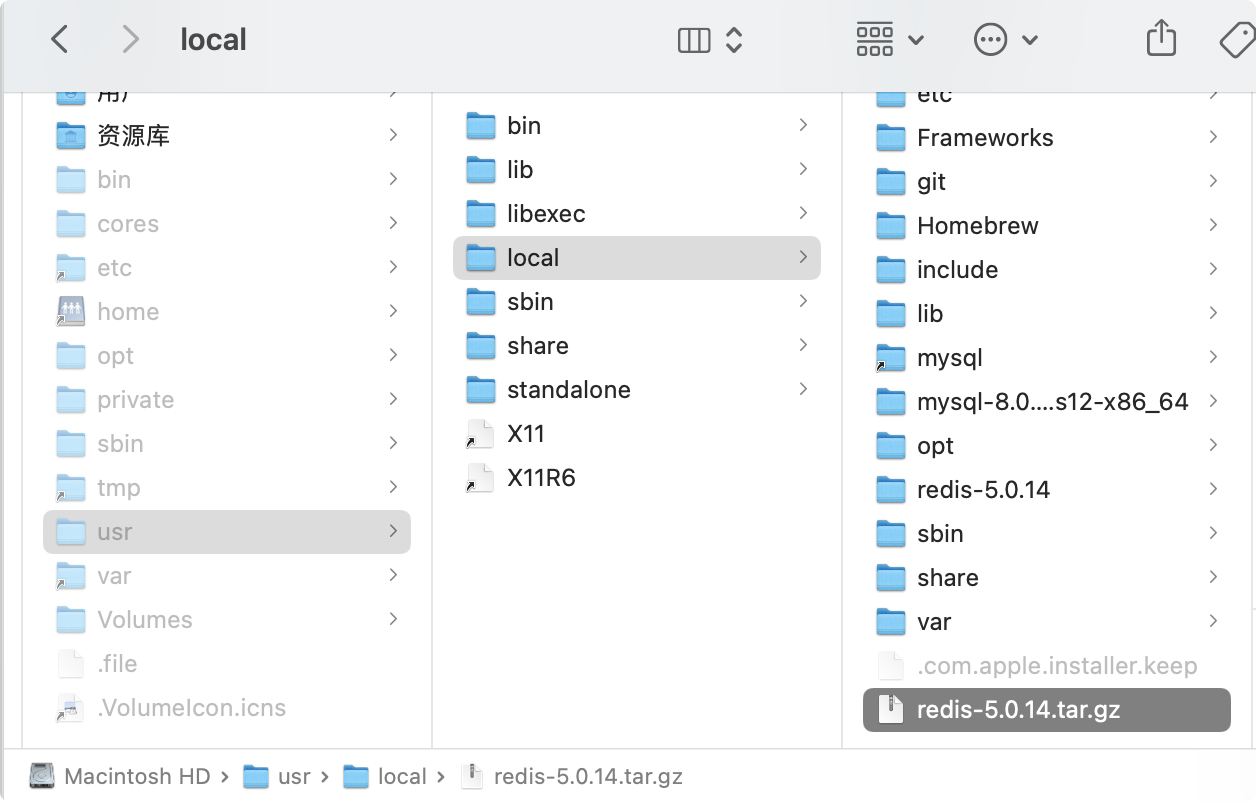 local
用户
资源库
bin
cores
etc
home
opt
private
sbin
tmp
usr
var
Volumes
.file
.VolumeIcon.icns
bin
lib
libexec
local
sbin
share
standalone
X11
X11R6
etc
Frameworks
git
Homebrew
include
lib
mysql
mysql-8.0....s12-x86_64
opt
redis-5.0.14
sbin
share
var
.com.apple.installer.keep
redis-5.0.14.tar.gz
Macintosh HD › usr › local › redis-5.0.14.tar.gz